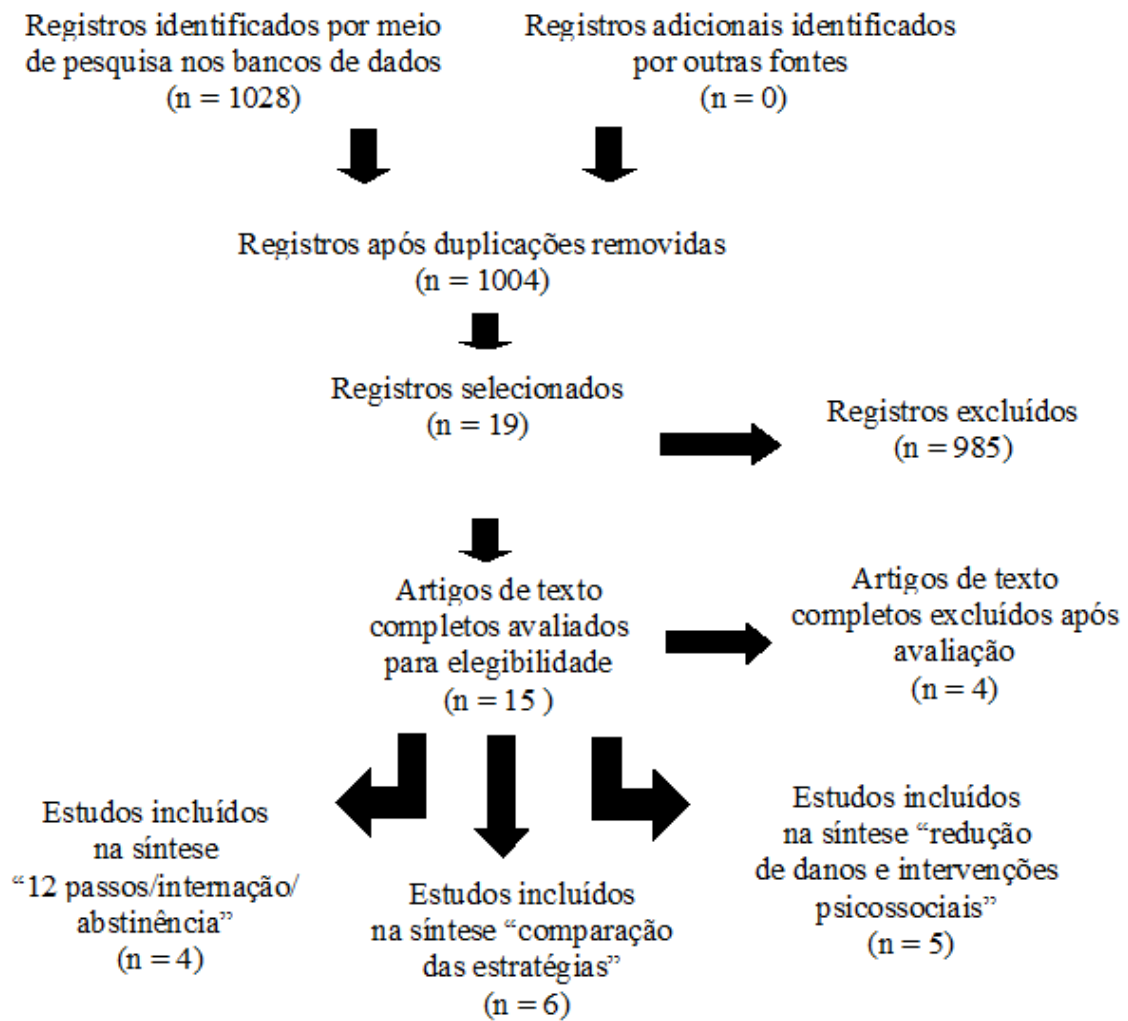 Registros identificados por meio
de pesquisa nos bancos de dados
(n = 1028)
Registros adicionais identificados
por outras fontes
(n = 0)
Registros após duplicações removidas
(n = 1004)
Registros selecionados
(n = 19)
Registros excluídos
(n = 985)
Artigos de texto
completos avaliados
para elegibilidade
(n = 15 )
Artigos de texto
completos excluídos após
avaliação
(n = 4)
Estudos incluídos
na síntese
“12 passos/internação/
abstinência”
(n = 4)
Estudos incluídos
na síntese “comparação
das estratégias”
(n = 6)
Estudos incluídos
na síntese “redução
de danos e intervenções
psicossociais”
(n = 5)